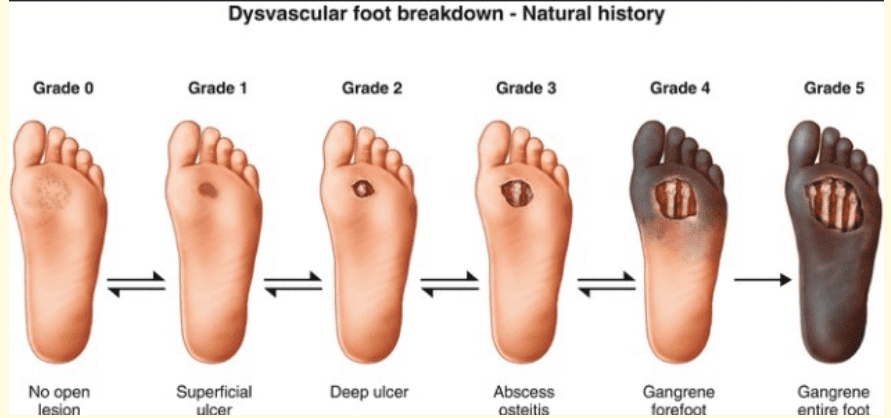 Dysvascular foot breakdown - Natural history
Grade 0
Grade 1
Grade 2
Grade 3
Grade 4
Grade 5
No open
lesion
Superficial
ulcer
Deep ulcer
Abscess
osteitis
Gangrene
forefoot
Gangrene
entire foot